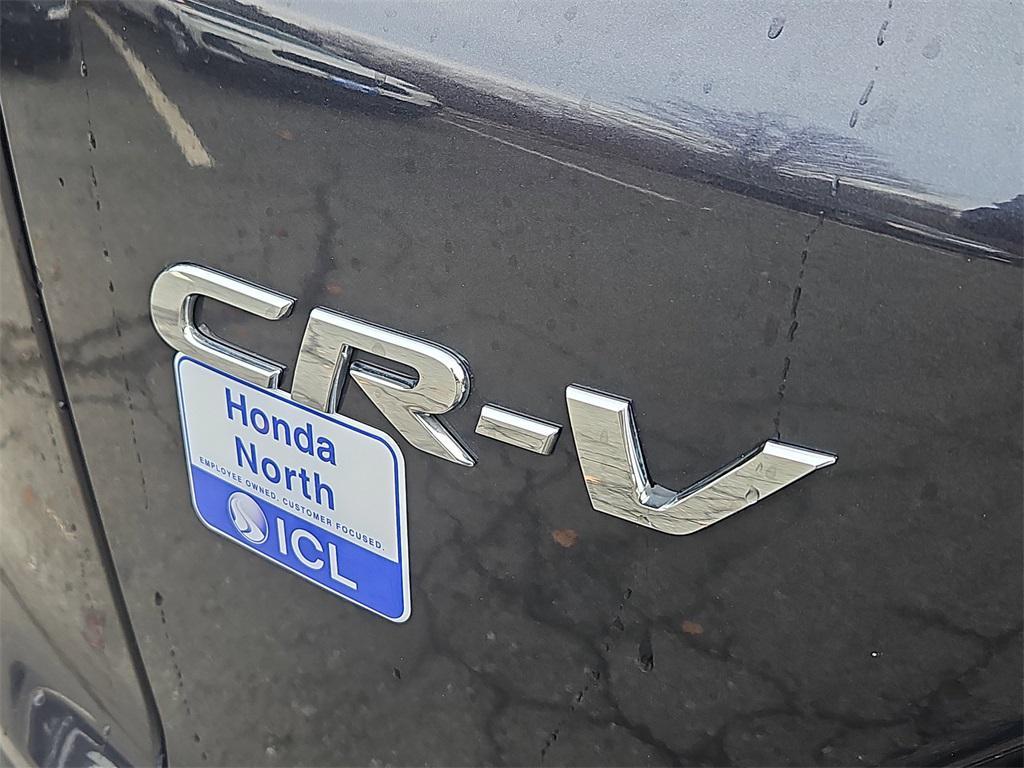 CR-V
Honda
North
EMPLOYEE OWNED. CUSTOMER FOCUSED.
ICL